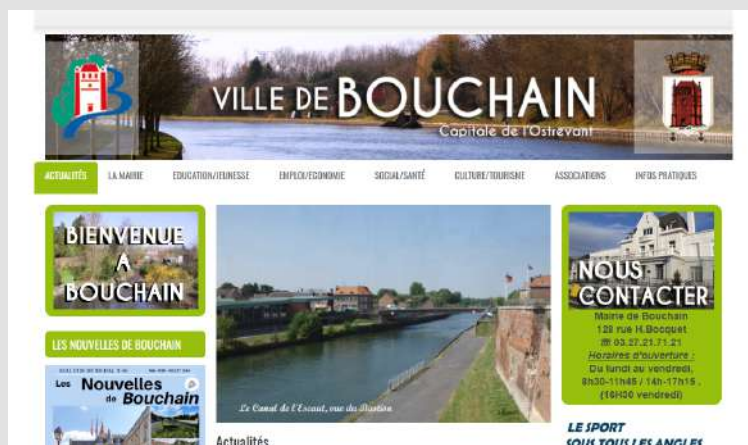 VILLE DE BOUCHAIN
Capitale de l'Ostrevant
ACTUALITÉS
LA MAIRIE
EDUCATION/JEUNESSE
EMPLOI/ECONOMIE
SOCIAL/SANTÉ
CULTURE/TOURISME
ASSOCIATIONS
INFOS PRATIQUES
BIENVENUE
A
BOUCHAIN
LES NOUVELLES DE BOUCHAIN
Les Nouvelles
de Bouchain
Le Canal de l'Escaut, vue du Bastion
Actualités
NOUS
CONTACTER
Mairie de Bouchain
128 rue H.Bocquet
☎ 03.27.21.71.21
Horaires d'ouverture :
Du lundi au vendredi,
8h30-11h45 / 14h-17h15 .
(16H00 vendredi)
LE SPORT
SOUS TOUS LES ANGLES